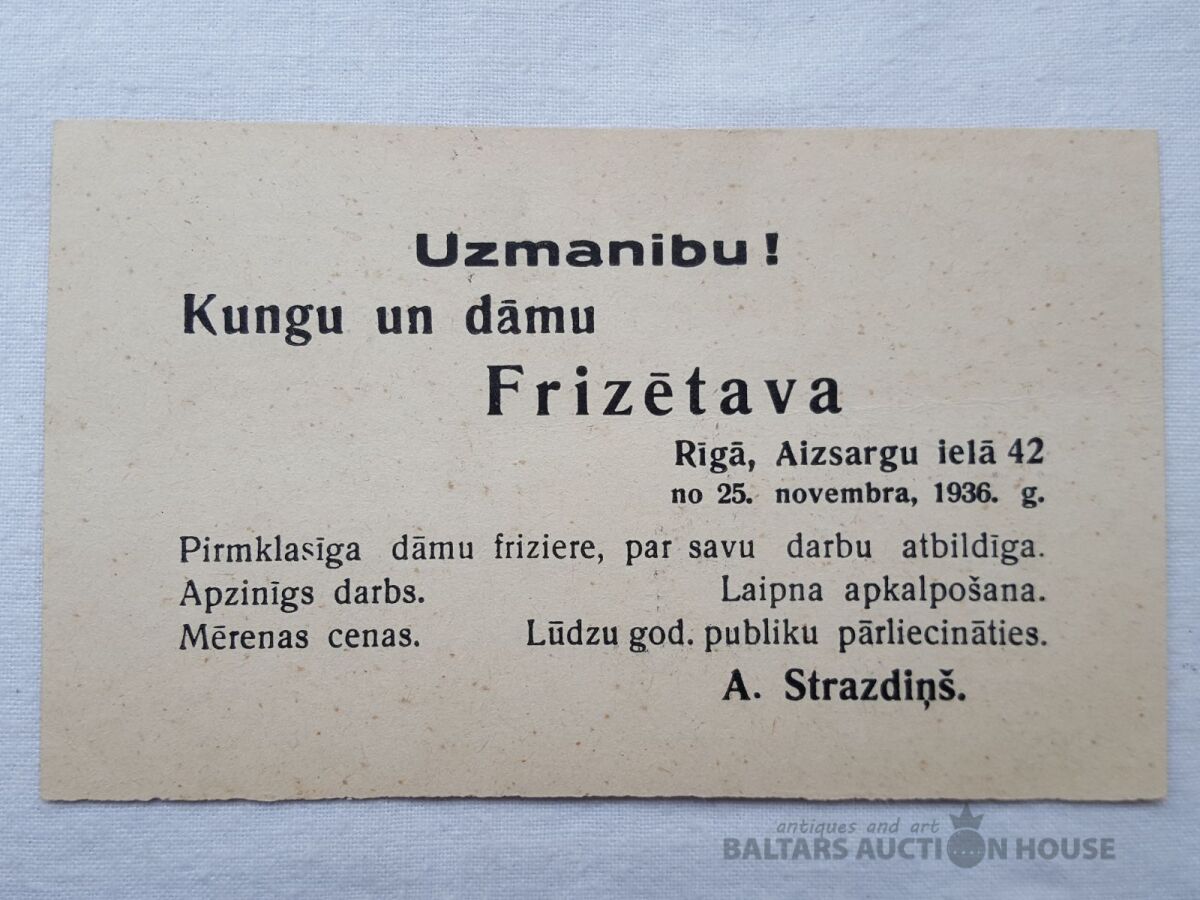 Uzmanibu!
Kungu un dāmu
Frizētava
Rīgā, Aizsargu ielā 42
no 25. novembra, 1936. g.
Pirmklasīga dāmu friziere, par savu darbu atbildīga.
Apzinīgs darbs. Laipna apkalpošana.
Mērenas cenas. Lūdzu god. publiku pārliecināties.
A. Strazdiņš.
antiques and art
BALTARS AUCTION HOUSE